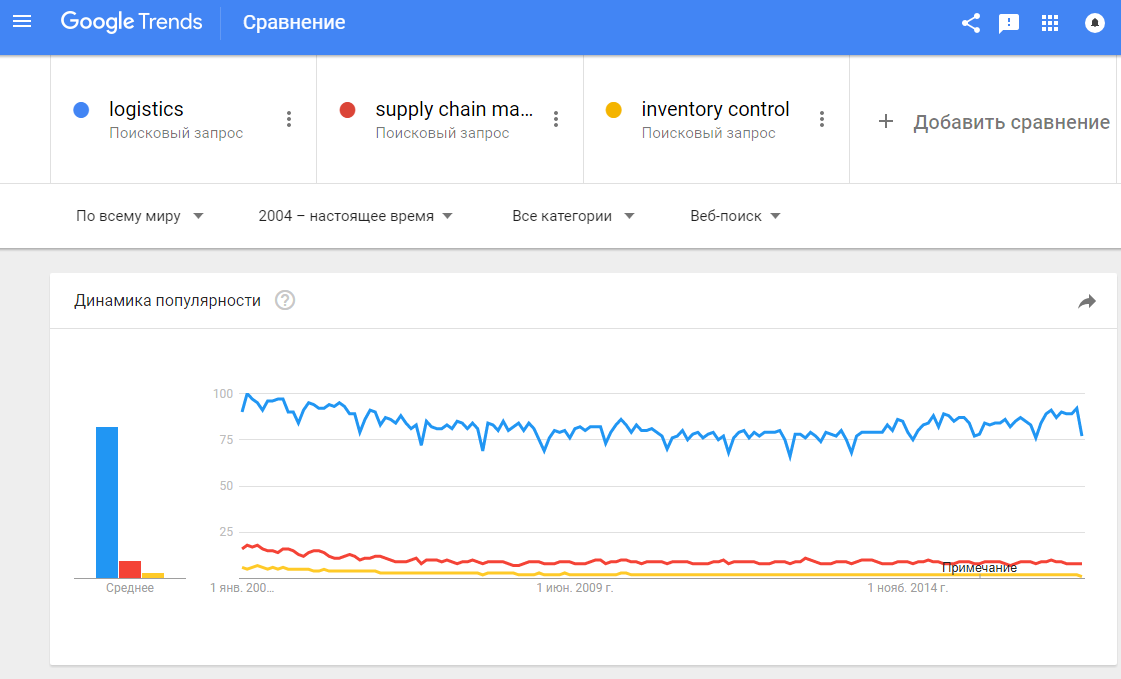 Google Trends Сравнение
logistics
Поисковый запрос
supply chain ma...
Поисковый запрос
inventory control
Поисковый запрос
+ Добавить сравнение
По всему миру
2004 – настоящее время
Все категории
Веб-поиск
Динамика популярности ?
100
75
50
25
Среднее
1 янв. 200...
1 июн. 2009 г.
1 нояб. 2014 г.
Примечание